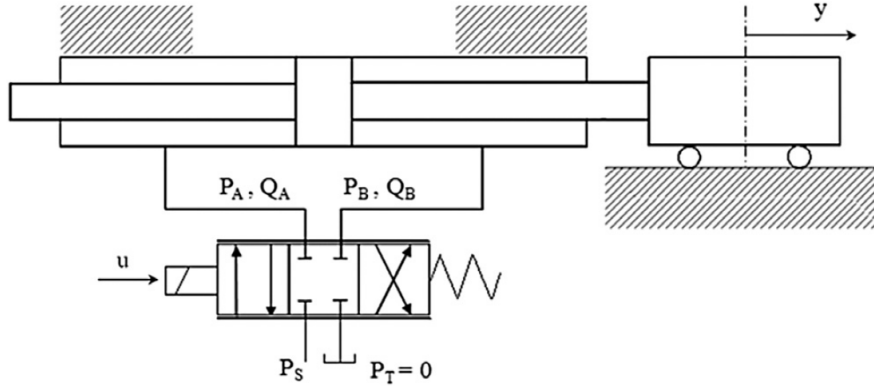 y
P_A , Q_A P_B , Q_B
u
P_S P_T = 0